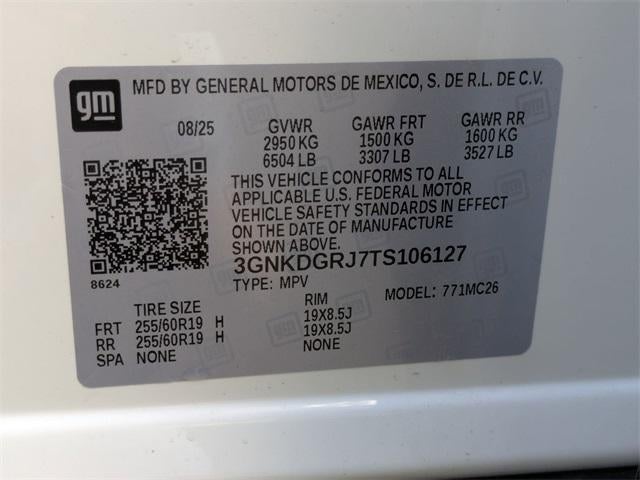 gm
MFD BY GENERAL MOTORS DE MEXICO, S. DE R.L. DE C.V.
08/25 GVWR GAWR FRT GAWR RR
2950 KG 1500 KG 1600 KG
6504 LB 3307 LB 3527 LB
THIS VEHICLE CONFORMS TO ALL
APPLICABLE U.S. FEDERAL MOTOR
VEHICLE SAFETY STANDARDS IN EFFECT
ON THE DATE OF MANUFACTURE
SHOWN ABOVE.
3GNKDGRJ7TS106127
8624
TYPE: MPV MODEL: 771MC26
TIRE SIZE RIM
FRT 255/60R19 H 19X8.5J
RR 255/60R19 H 19X8.5J
SPA NONE NONE